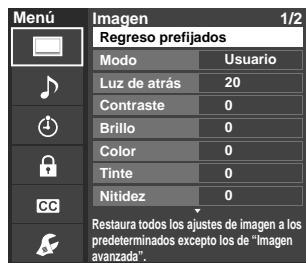 Menú
Imagen 1/2
Regreso prefijados
Modo Usuario
Luz de atrás 20
Contraste 0
Brillo 0
Color 0
Tinte 0
Nitidez 0
CC
Restaura todos los ajustes de imagen a los
predeterminados excepto los de “Imagen
avanzada”.